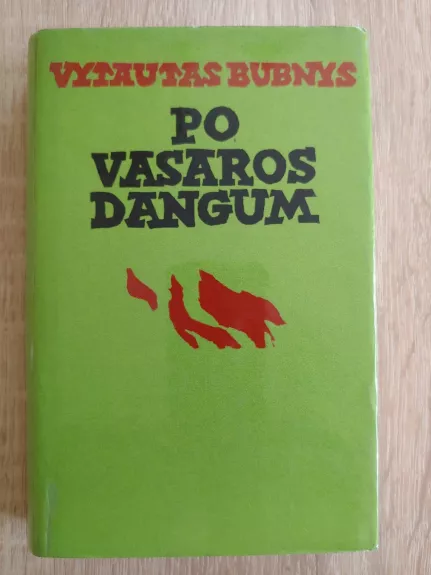 VYTAUTAS BUBNYS
PO
VASAROS
DANGUM